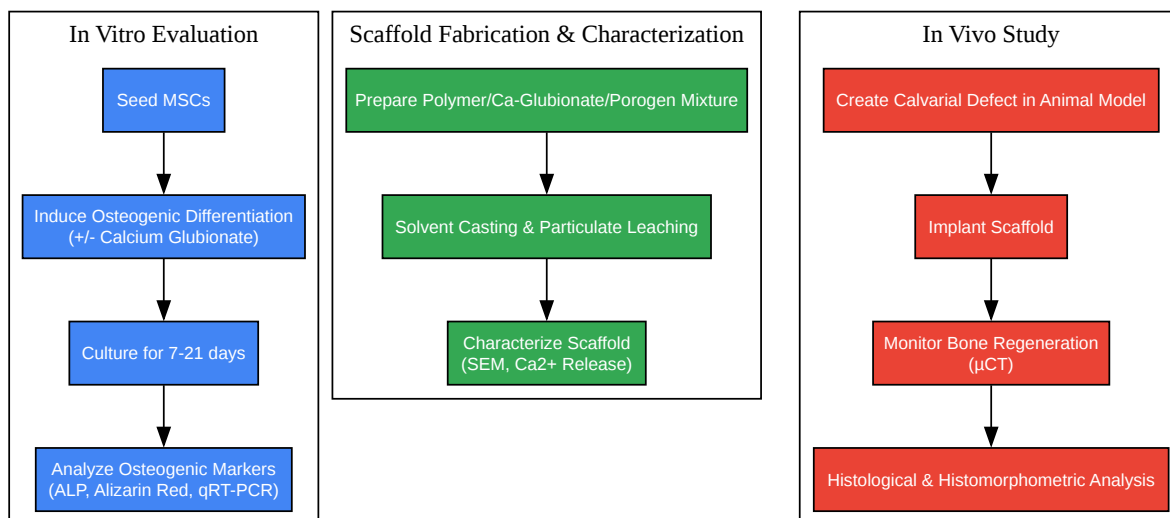 In Vitro Evaluation
Seed MSCs
Induce Osteogenic Differentiation
(+/- Calcium Glubionate)
Culture for 7-21 days
Analyze Osteogenic Markers
(ALP, Alizarin Red, qRT-PCR)
Scaffold Fabrication & Characterization
Prepare Polymer/Ca-Glubionate/Porogen Mixture
Solvent Casting & Particulate Leaching
Characterize Scaffold
(SEM, Ca2+ Release)
In Vivo Study
Create Calvarial Defect in Animal Model
Implant Scaffold
Monitor Bone Regeneration
(µCT)
Histological & Histomorphometric Analysis